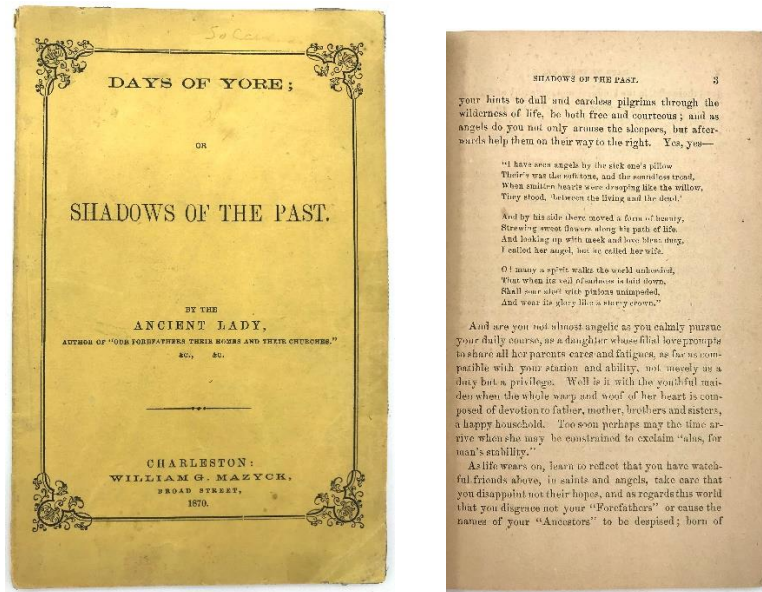 DAYS OF YORE;
OR
SHADOWS OF THE PAST.
BY THE
ANCIENT LADY,
AUTHOR OF "OUR FOREFATHERS THEIR HOMES AND THEIR CHURCHES."
&C., &C.
CHARLESTON:
WILLIAM G. MAZYCK,
BROAD STREET,
1870.
SHADOWS OF THE PAST. 3
your hints to dull and careless pilgrims through the
wilderness of life, be both free and courteous; and as
angels do you not only arouse the sleepers, but after-
wards help them on their way to the right. Yes, yes—
"I have seen angels by the sick one's pillow
Their's was the soft tone, and the soundless tread,
When smitten hearts were drooping like the willow,
They stood, 'between the living and the dead.'
And by his side there moved a form of beauty,
Strewing sweet flowers along his path of life.
And looking up with meek and love bent duty,
I called her angel, but he called her wife.
O! many a spirit walks the world unheeded,
That when its veil of sadness is laid down,
Shall soar aloft with pinions unimpeded,
And wear its glory like a starry crown."
And are you not almost angelic as you calmly pursue
your daily course, as a daughter whose filial love prompts
to share all her parents cares and fatigues, as far as com-
patible with your station and ability, not merely as a
duty but a privilege. Well is it with the youthful mai-
den when the whole warp and woof of her heart is com-
posed of devotion to father, mother, brothers and sisters,
a happy household. Too soon perhaps may the time ar-
rive when she may be constrained to exclaim "alas, for
man's stability."
As life wears on, learn to reflect that you have watch-
ful friends above, in saints and angels, take care that
you disappoint not their hopes, and as regards this world
that you disgrace not your "Forefathers" or cause the
names of your "Ancestors" to be despised; born of